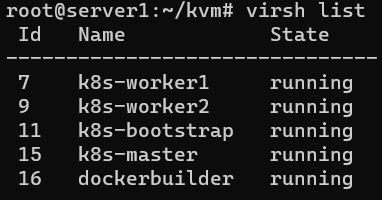 root@server1:~/kvm# virsh list
 Id   Name            State
-------------------------------
 7    k8s-worker1     running
 9    k8s-worker2     running
 11   k8s-bootstrap   running
 15   k8s-master      running
 16   dockerbuilder   running